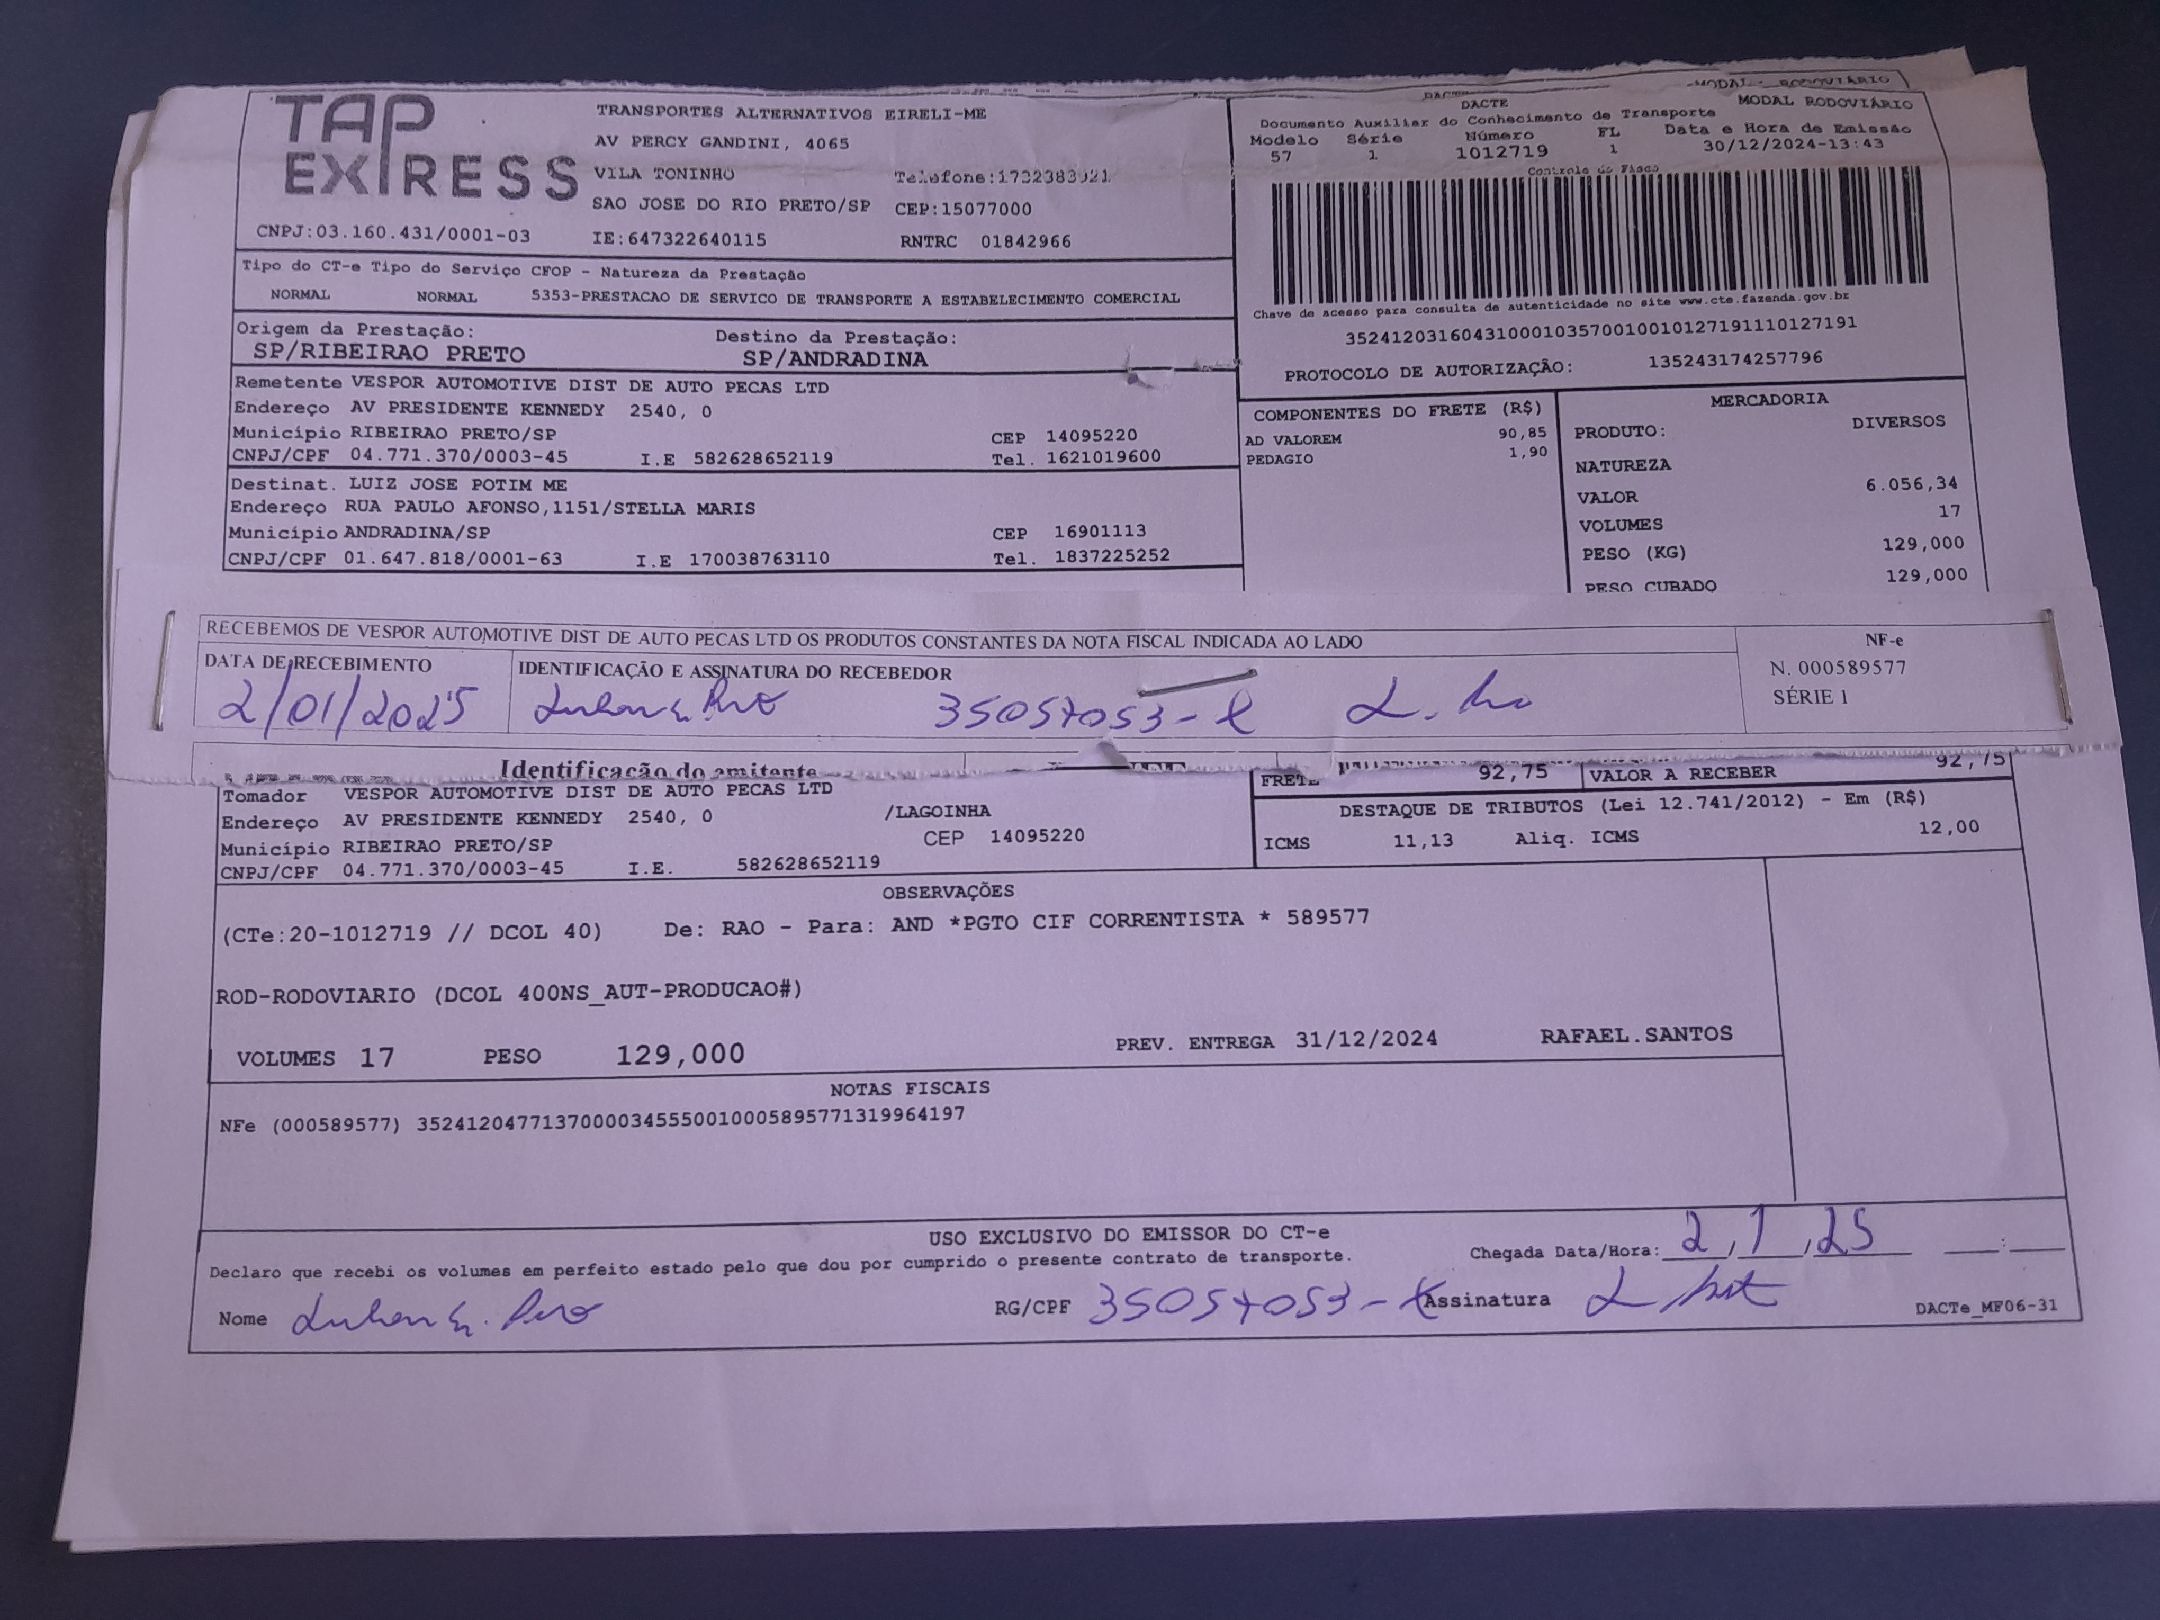 TAP EXPRESS
TRANSPORTES ALTERNATIVOS EIRELI-ME
AV PERCY GANDINI, 4065
VILA TONINHO
SAO JOSE DO RIO PRETO/SP CEP:15077000
CNPJ:03.160.431/0001-03 IE:647322640115 RNTRC 01842966
MODAL RODOVIÁRIO
DACTE MODAL RODOVIÁRIO
Documento Auxiliar do Conhecimento de Transporte
Modelo Série Número FL Data e Hora de Emissão
57 1 1012719 1 30/12/2024-13:43
Controle do Fisco
Chave de acesso para consulta de autenticidade no site www.cte.fazenda.gov.br
35241203160431000103570010010127191110127191
PROTOCOLO DE AUTORIZAÇÃO: 135243174257796
Tipo do CT-e Tipo do Serviço CFOP - Natureza da Prestação
NORMAL NORMAL 5353-PRESTACAO DE SERVICO DE TRANSPORTE A ESTABELECIMENTO COMERCIAL
Origem da Prestação: Destino da Prestação:
SP/RIBEIRAO PRETO SP/ANDRADINA
Remetente VESPOR AUTOMOTIVE DIST DE AUTO PECAS LTD
Endereço AV PRESIDENTE KENNEDY 2540, 0
Município RIBEIRAO PRETO/SP CEP 14095220
CNPJ/CPF 04.771.370/0003-45 I.E 582628652119 Tel. 1621019600
Destinat. LUIZ JOSE POTIM ME
Endereço RUA PAULO AFONSO,1151/STELLA MARIS
Município ANDRADINA/SP CEP 16901113
CNPJ/CPF 01.647.818/0001-63 I.E 170038763110 Tel. 1837225252
COMPONENTES DO FRETE (R$)
AD VALOREM 90,85
PEDAGIO 1,90
MERCADORIA
PRODUTO: DIVERSOS
NATUREZA
VALOR 6.056,34
VOLUMES 17
PESO (KG) 129,000
PESO CUBADO 129,000
RECEBEMOS DE VESPOR AUTOMOTIVE DIST DE AUTO PECAS LTD OS PRODUTOS CONSTANTES DA NOTA FISCAL INDICADA AO LADO
DATA DE RECEBIMENTO IDENTIFICAÇÃO E ASSINATURA DO RECEBEDOR
2/01/2025 35057053-
NF-e
N. 000589577
SÉRIE 1
Identificação do emitente
FRETE 92,75 VALOR A RECEBER 92,75
Tomador VESPOR AUTOMOTIVE DIST DE AUTO PECAS LTD
Endereço AV PRESIDENTE KENNEDY 2540, 0 /LAGOINHA
Município RIBEIRAO PRETO/SP CEP 14095220
CNPJ/CPF 04.771.370/0003-45 I.E. 582628652119
DESTAQUE DE TRIBUTOS (Lei 12.741/2012) - Em (R$)
ICMS 11,13 Aliq. ICMS 12,00
OBSERVAÇÕES
(CTe:20-1012719 // DCOL 40) De: RAO - Para: AND *PGTO CIF CORRENTISTA * 589577
ROD-RODOVIARIO (DCOL 400NS_AUT-PRODUCAO#)
VOLUMES 17 PESO 129,000 PREV. ENTREGA 31/12/2024 RAFAEL.SANTOS
NOTAS FISCAIS
NFe (000589577) 35241204771370000345550010005895771319964197
USO EXCLUSIVO DO EMISSOR DO CT-e
Declaro que recebi os volumes em perfeito estado pelo que dou por cumprido o presente contrato de transporte. Chegada Data/Hora: 2/1/25 __:__
Nome RG/CPF 35057053- Assinatura
DACTe_MF06-31